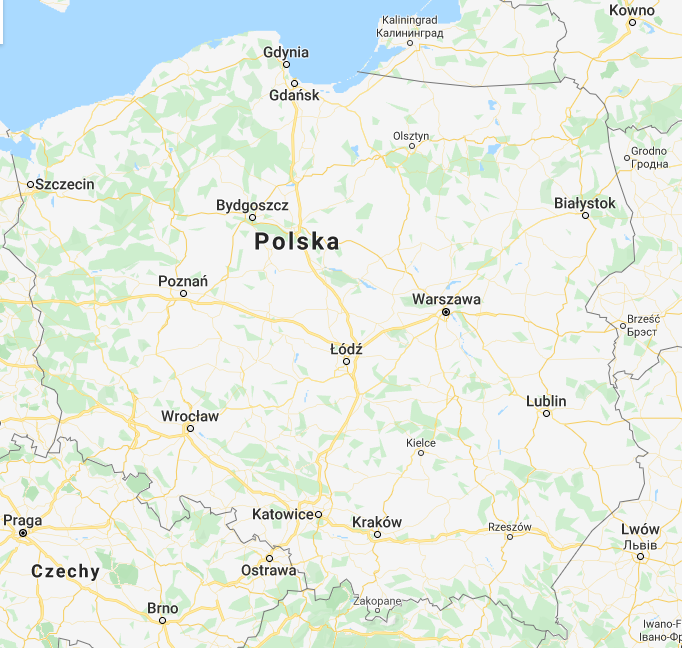 Kowno
Kaliningrad
Калининград
Gdynia
Gdańsk
Olsztyn
Grodno
Гродна
Szczecin
Bydgoszcz
Białystok
Polska
Poznań
Warszawa
Brześć
Брэст
Łódź
Lublin
Wrocław
Kielce
Katowice
Kraków
Rzeszów
Praga
Lwów
Львів
Czechy
Ostrawa
Zakopane
Brno
Iwano-F
Івано-Фр